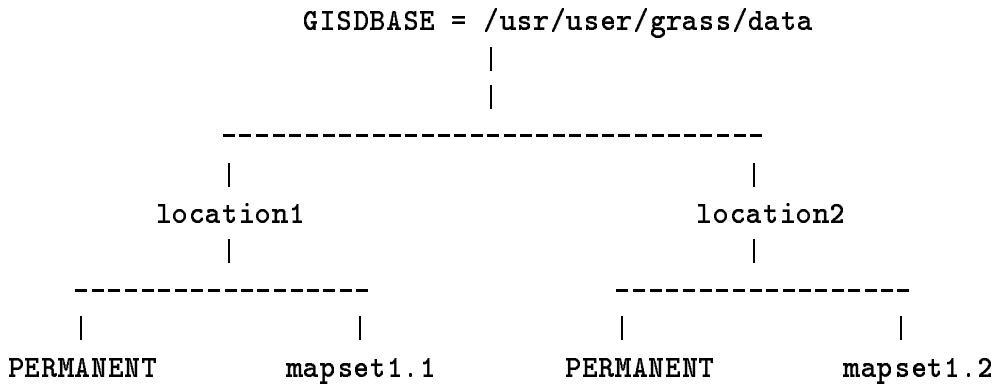 GISDBASE = /usr/user/grass/data
|
|
---------------------------------
| |
location1 location2
| |
------------------ ------------------
| | | |
PERMANENT mapset1.1 PERMANENT mapset1.2